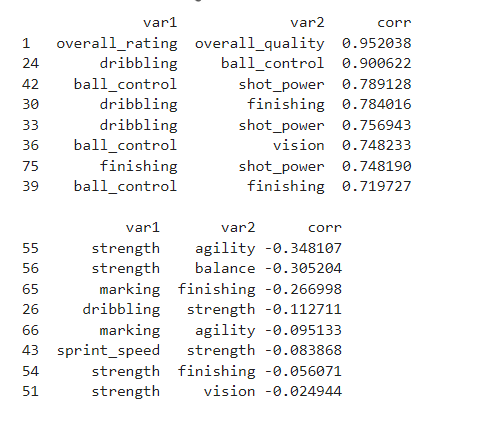 var1 var2 corr
1 overall_rating overall_quality 0.952038
24 dribbling ball_control 0.900622
42 ball_control shot_power 0.789128
30 dribbling finishing 0.784016
33 dribbling shot_power 0.756943
36 ball_control vision 0.748233
75 finishing shot_power 0.748190
39 ball_control finishing 0.719727
var1 var2 corr
55 strength agility -0.348107
56 strength balance -0.305204
65 marking finishing -0.266998
26 dribbling strength -0.112711
66 marking agility -0.095133
43 sprint_speed strength -0.083868
54 strength finishing -0.056071
51 strength vision -0.024944